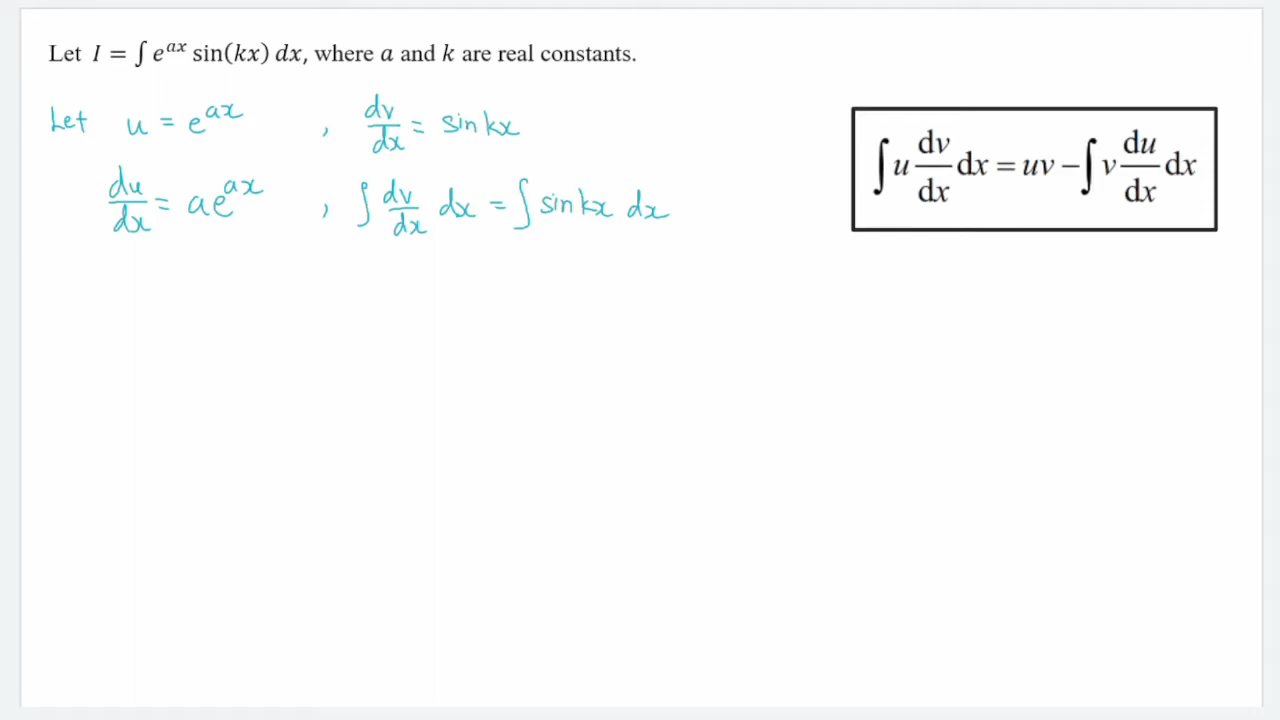 Let I = ∫ e^{ax} sin(kx) dx, where a and k are real constants.
Let u = e^{ax} , dv/dx = sin kx
du/dx = ae^{ax} , ∫ dv/dx dx = ∫ sin kx dx
∫ u dv/dx dx = uv − ∫ v du/dx dx